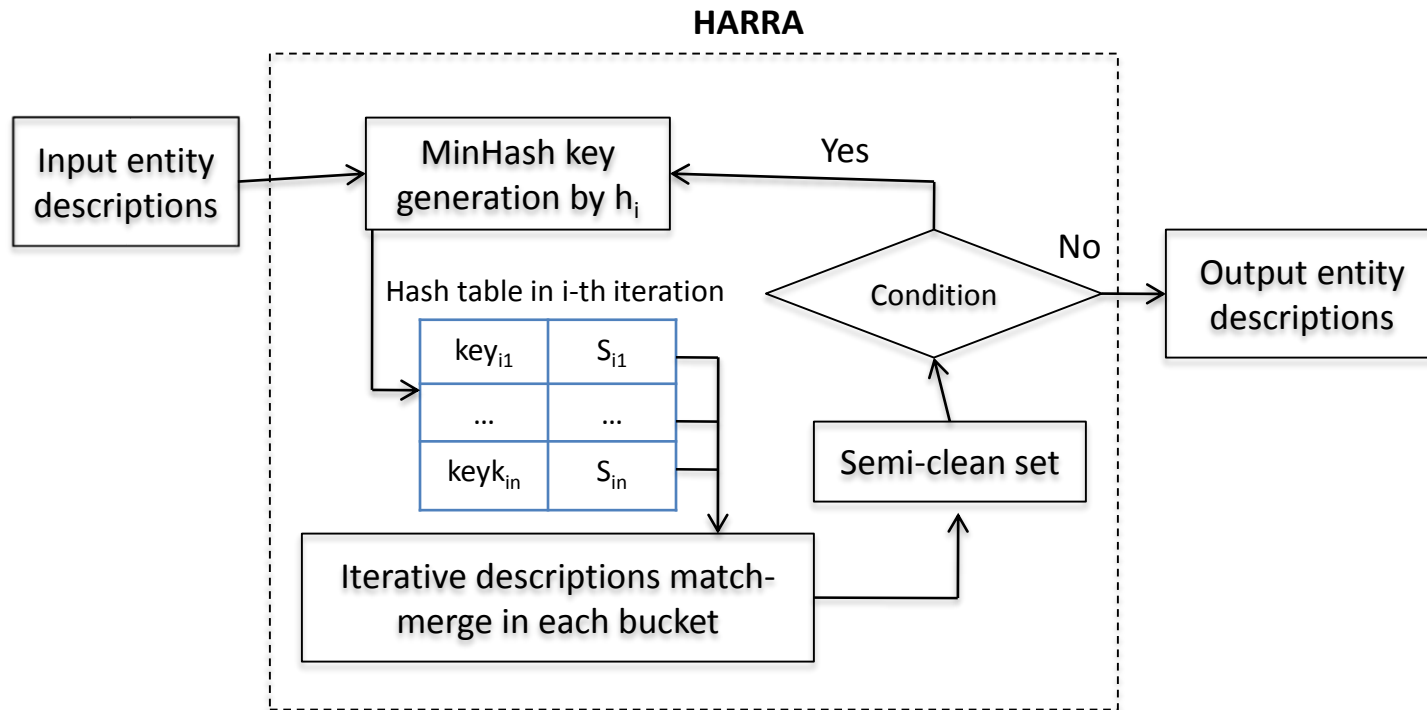 HARRA
Input entity
descriptions
MinHash key
generation by hᵢ
Yes
No
Condition
Output entity
descriptions
Hash table in i-th iteration
keyᵢ₁ Sᵢ₁
... ...
keykᵢₙ Sᵢₙ
Semi-clean set
Iterative descriptions match-
merge in each bucket